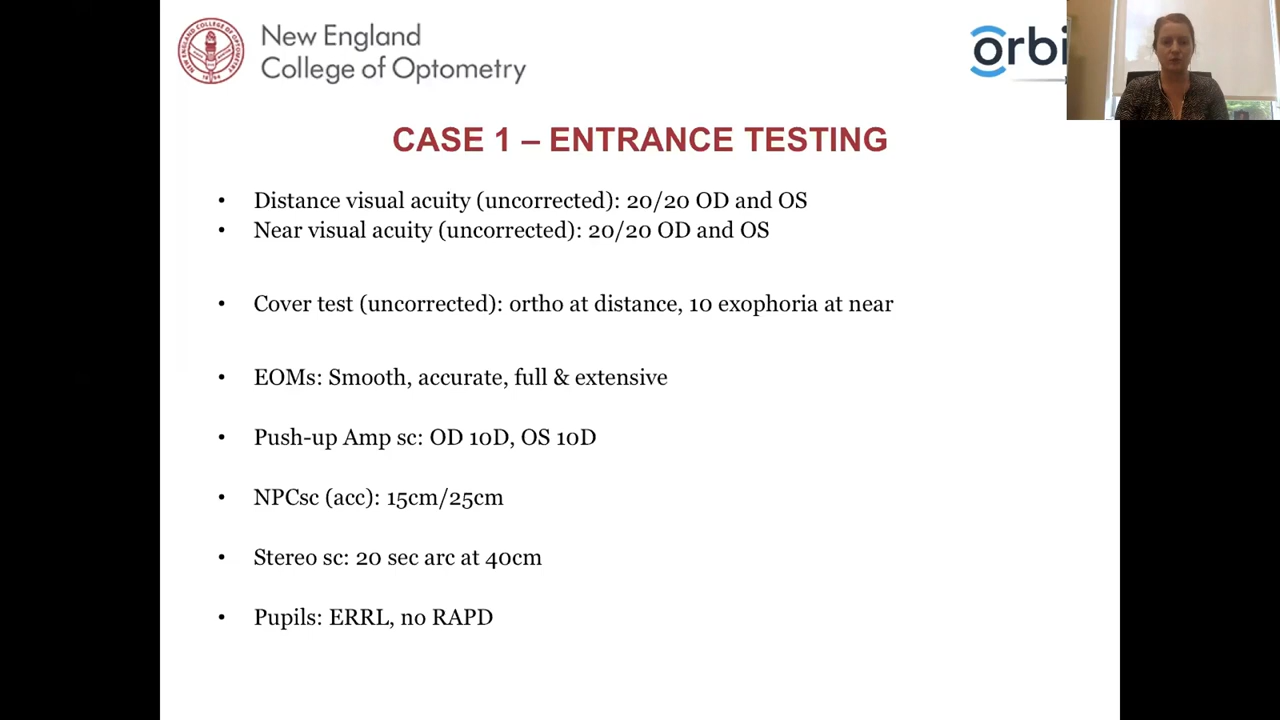 New England
College of Optometry
orbi
CASE 1 – ENTRANCE TESTING
• Distance visual acuity (uncorrected): 20/20 OD and OS
• Near visual acuity (uncorrected): 20/20 OD and OS
• Cover test (uncorrected): ortho at distance, 10 exophoria at near
• EOMs: Smooth, accurate, full & extensive
• Push-up Amp sc: OD 10D, OS 10D
• NPCsc (acc): 15cm/25cm
• Stereo sc: 20 sec arc at 40cm
• Pupils: ERRL, no RAPD